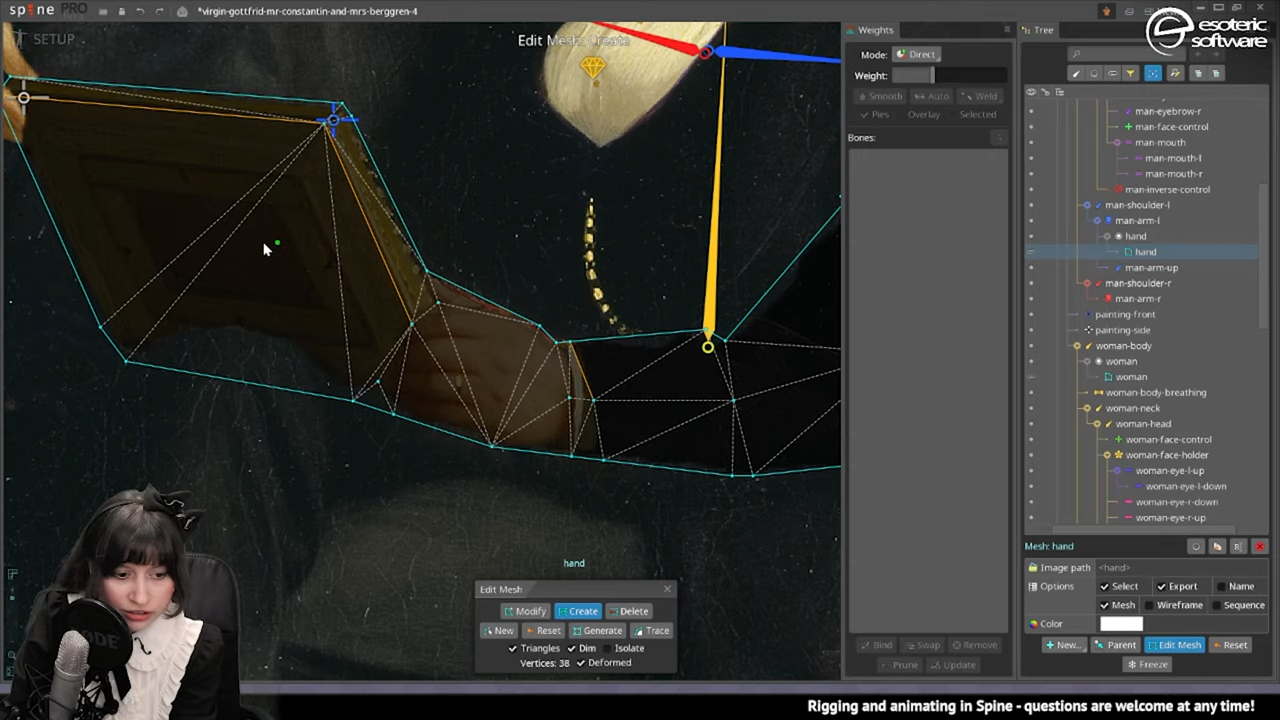 spine PRO
*virgin-gottfrid-mr-constantin-and-mrs-berggren-4
SETUP
Edit Mesh: Create
esoteric software
Weights
Mode: Direct
Weight:
Smooth Auto Weld
Pies Overlay Selected
Bones:
Bind Swap Remove
Prune Update
Tree
man-eyebrow-r
man-face-control
man-mouth
man-mouth-l
man-mouth-r
man-inverse-control
man-shoulder-l
man-arm-l
hand
hand
man-arm-up
man-shoulder-r
man-arm-r
painting-front
painting-side
woman-body
woman
woman
woman-body-breathing
woman-neck
woman-head
woman-face-control
woman-face-holder
woman-eye-l-up
woman-eye-l-down
woman-eye-r-down
woman-eye-r-up
Mesh: hand
Image path <hand>
Options Select Export Name
Mesh Wireframe Sequence
Color
New... Parent Edit Mesh Reset
Freeze
hand
Edit Mesh
Modify Create Delete
New Reset Generate Trace
Triangles Dim Isolate
Vertices: 38 Deformed
Rigging and animating in Spine - questions are welcome at any time!